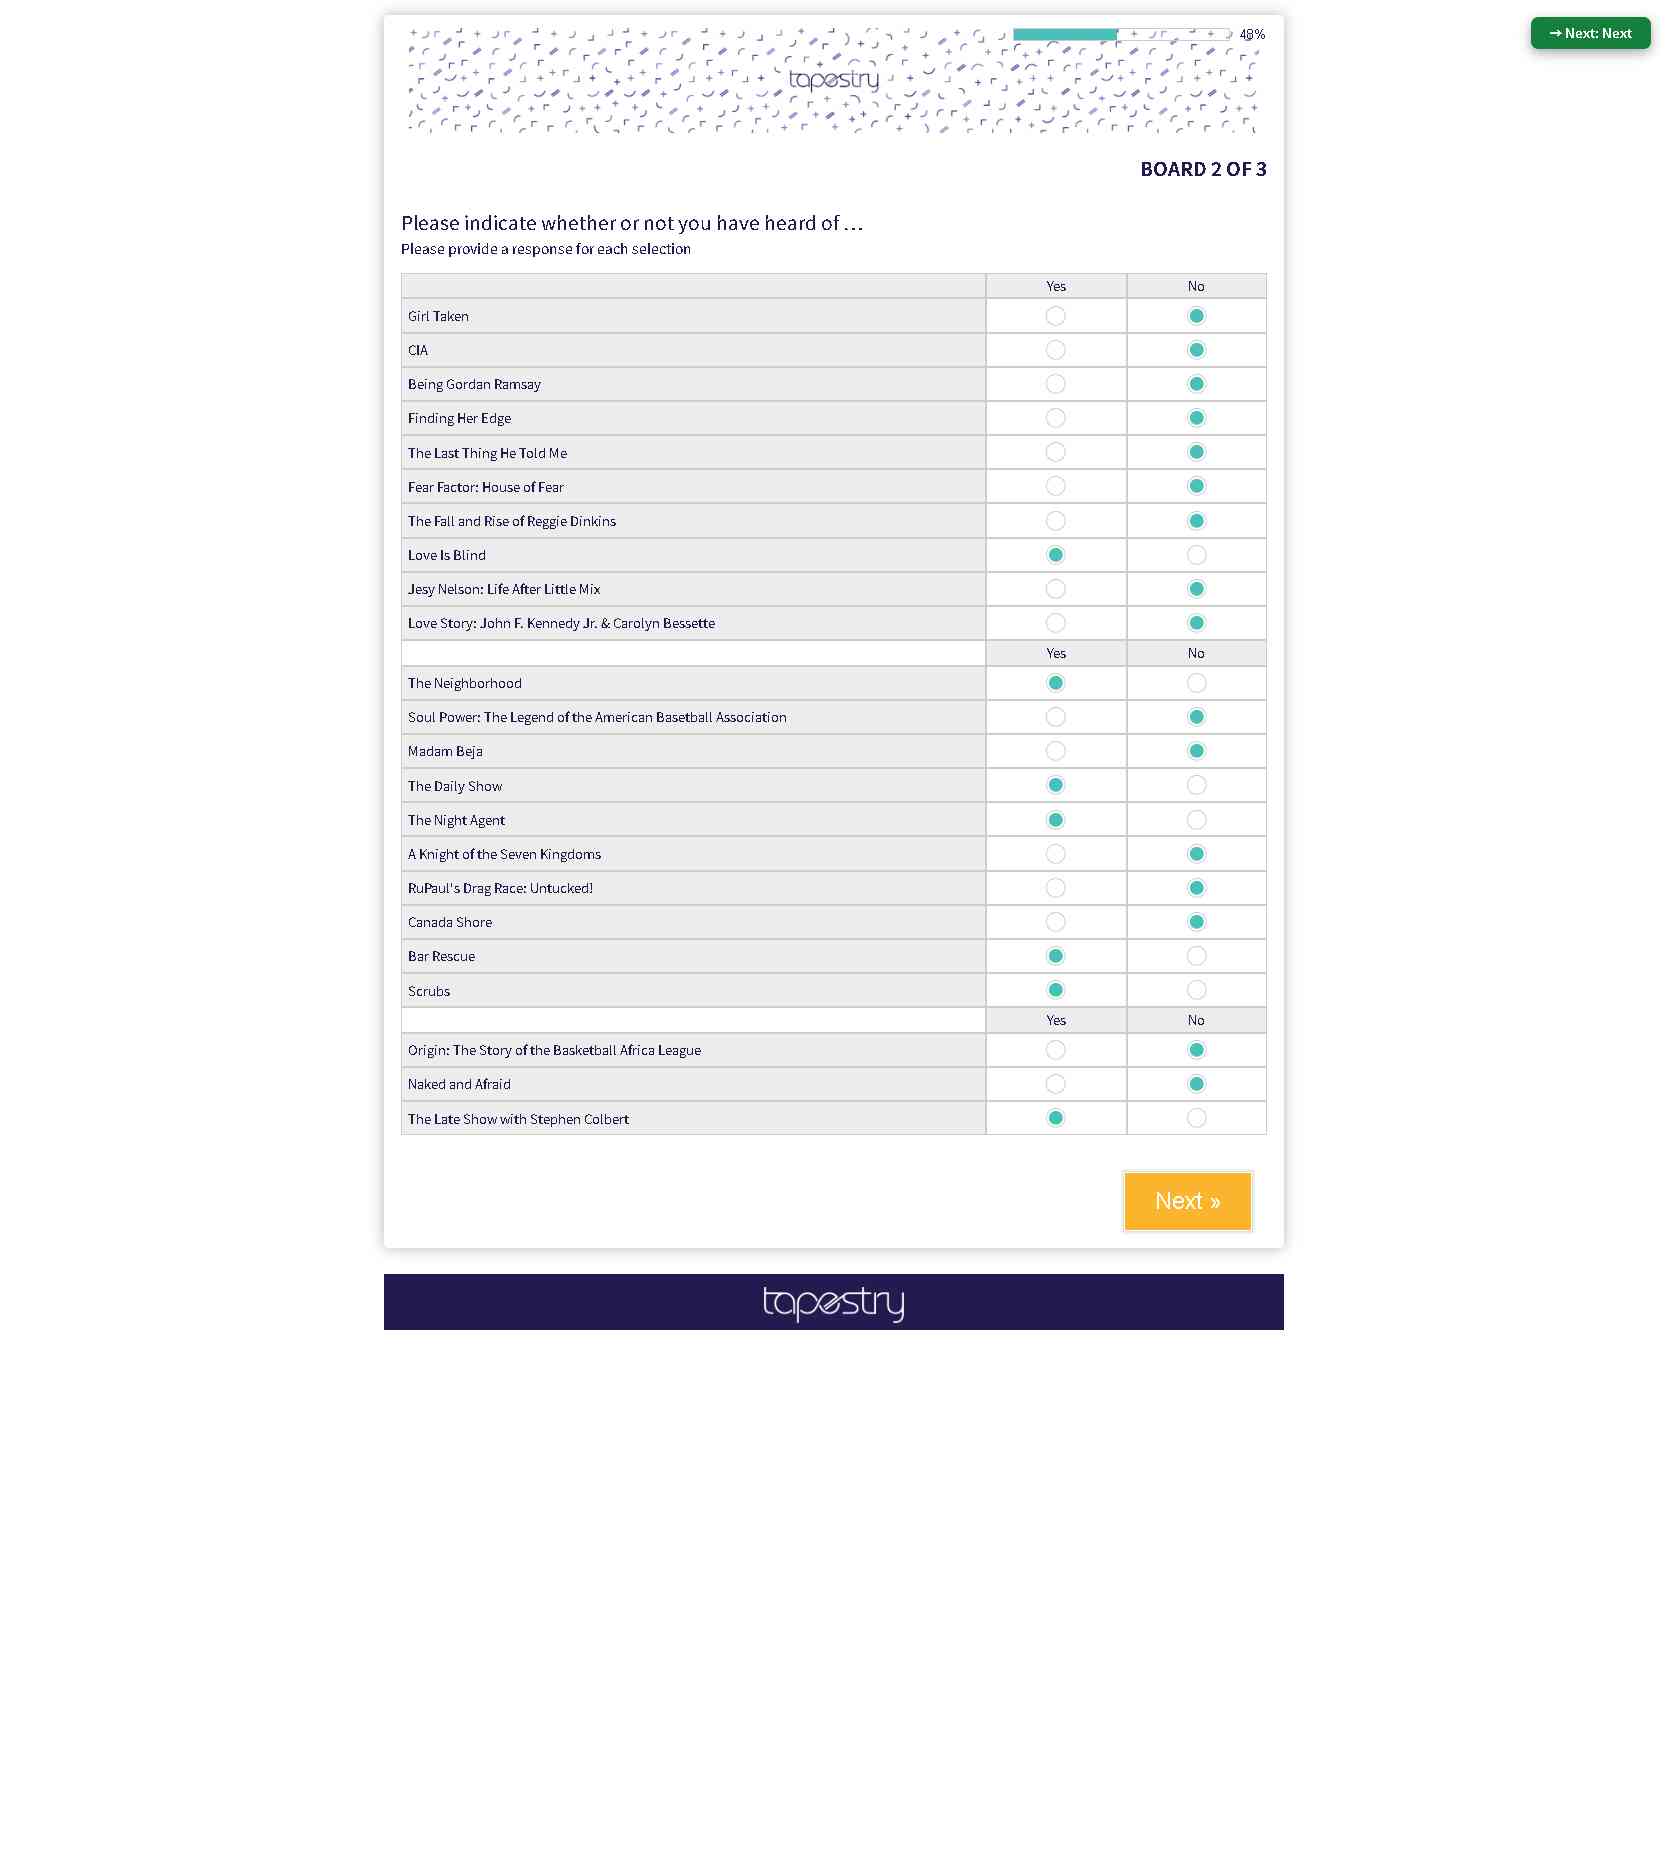 48%
→ Next: Next
tapestry
BOARD 2 OF 3
Please indicate whether or not you have heard of …
Please provide a response for each selection
Yes No
Girl Taken
CIA
Being Gordan Ramsay
Finding Her Edge
The Last Thing He Told Me
Fear Factor: House of Fear
The Fall and Rise of Reggie Dinkins
Love Is Blind
Jesy Nelson: Life After Little Mix
Love Story: John F. Kennedy Jr. & Carolyn Bessette
Yes No
The Neighborhood
Soul Power: The Legend of the American Basetball Association
Madam Beja
The Daily Show
The Night Agent
A Knight of the Seven Kingdoms
RuPaul's Drag Race: Untucked!
Canada Shore
Bar Rescue
Scrubs
Yes No
Origin: The Story of the Basketball Africa League
Naked and Afraid
The Late Show with Stephen Colbert
Next »
tapestry